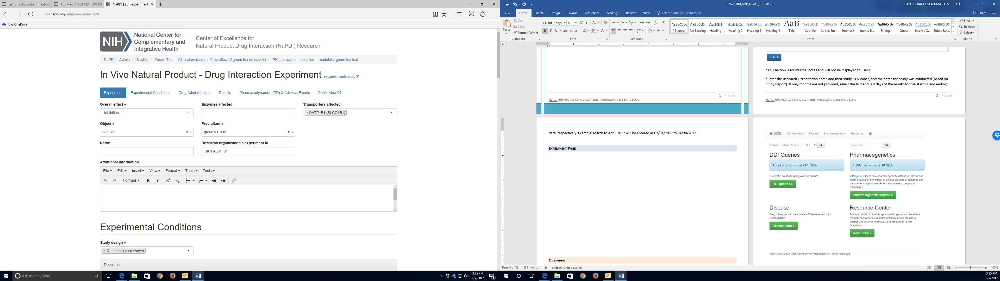 List of Substrates, Inhibitors
PubMed 17301733 | UW DII
NaPDI | Edit experiment
dev.napdi.org/admin/experiment/28
UW OneDrive
NIH
National Center for
Complementary and
Integrative Health
Center of Excellence for
Natural Product Drug Interaction (NaPDI) Research
NaPDI / Admin / Studies / Green Tea — Clinical evaluation of the effect of green tea on nadolol / PK Interaction – Inhibition — nadolol + green tea leaf
In Vivo Natural Product - Drug Interaction Experiment requirements doc
Experiment Experimental Conditions Drug Administration Results Pharmacodynamics (PD) & Adverse Events Public view
Overall effect Enzymes affected Transporters affected
Inhibition ×OATP1B1 (SLCO1B1) ×
Object Precipitant
nadolol × green tea leaf ×
Name Research organization's experiment id
JKN A001_01
Additional information
File Edit Insert View Format Table Tools
Formats B I x² x₂
Experimental Conditions
Study design
× Randomized crossover ×
Population
Ask me anything
3:35 PM
2/7/2017
In Vivo DDI_SOP_Draft1_IR - Word
ISABELLE RAGUENEAU-MAJLESSI
File Home Insert Design Layout References Mailings Review View Tell me what you want to do Share
Paste
Cut
Copy
Format Painter
Calibri (Body) 12
B I U abc x₂ x²
AaBbCcDc AaBbCcDc AaBbCc AaBbCc AaBbCcD AaBbCcD AaB AaBbCcD AaBbCcDc AaBbCcDc AaBbCcDc AaBbCcDc AaBbCcDc AaBbCcDc AaBbCcDc
¶ Normal No Spacing Heading 1 Heading 2 Heading 3 Heading 4 Title Subtitle Subtle Em... Emphasis Intense E... Strong Quote Intense Q... Subtle Ref...
Find
Replace
Select
Clipboard Font Paragraph Styles Editing
1 | Page
NaPDI Informatics Core Documents- Repository Data Entry SOPs
Submit
*This section is for internal notes and will not be displayed to users;
*Enter the Research Organization name and their study ID number, and the dates the study was conducted (based on
Study Report). If only months are not provided, select the first and last days of the month for the starting and ending
2 | Page
NaPDI Informatics Core Documents- Repository Data Entry SOPs
date, respectively. Example: March to April, 2017 will be entered as 03/01/2017 to 04/30/2017.
EXPERIMENT PAGE
Overview
DIDB DDI Queries Disease Pharmacogenetics Resources
PubMed, Embase, NDA id DDI Search site
DDI Queries
13,273 citations and 241 NDAs
Query the database using over 50 queries.
DDI queries »
Pharmacogenetics
1,897 citations and 30 NDAs
e-PKgene, DIDB's new pharmacogenetic database, provides in
depth analysis of the impact of genetic variants of enzymes and
transporters on pharmacokinetic responses to drugs and
metabolites.
Pharmacogenetic queries »
Disease
Drug Interactions in the context of Diseases and their
Comorbidities.
Disease data »
Resource Center
Product Labels of recently approved drugs, an archive of our
monthly newsletters, examples and tutorials on the use of
queries and analysis of results, and Frequently Asked
Questions.
Resources »
Copyright © 2005-2016 University of Washington. All Rights Reserved.
Page 3 of 32 3881 words English (United States) 100%
3:35 PM
2/7/2017